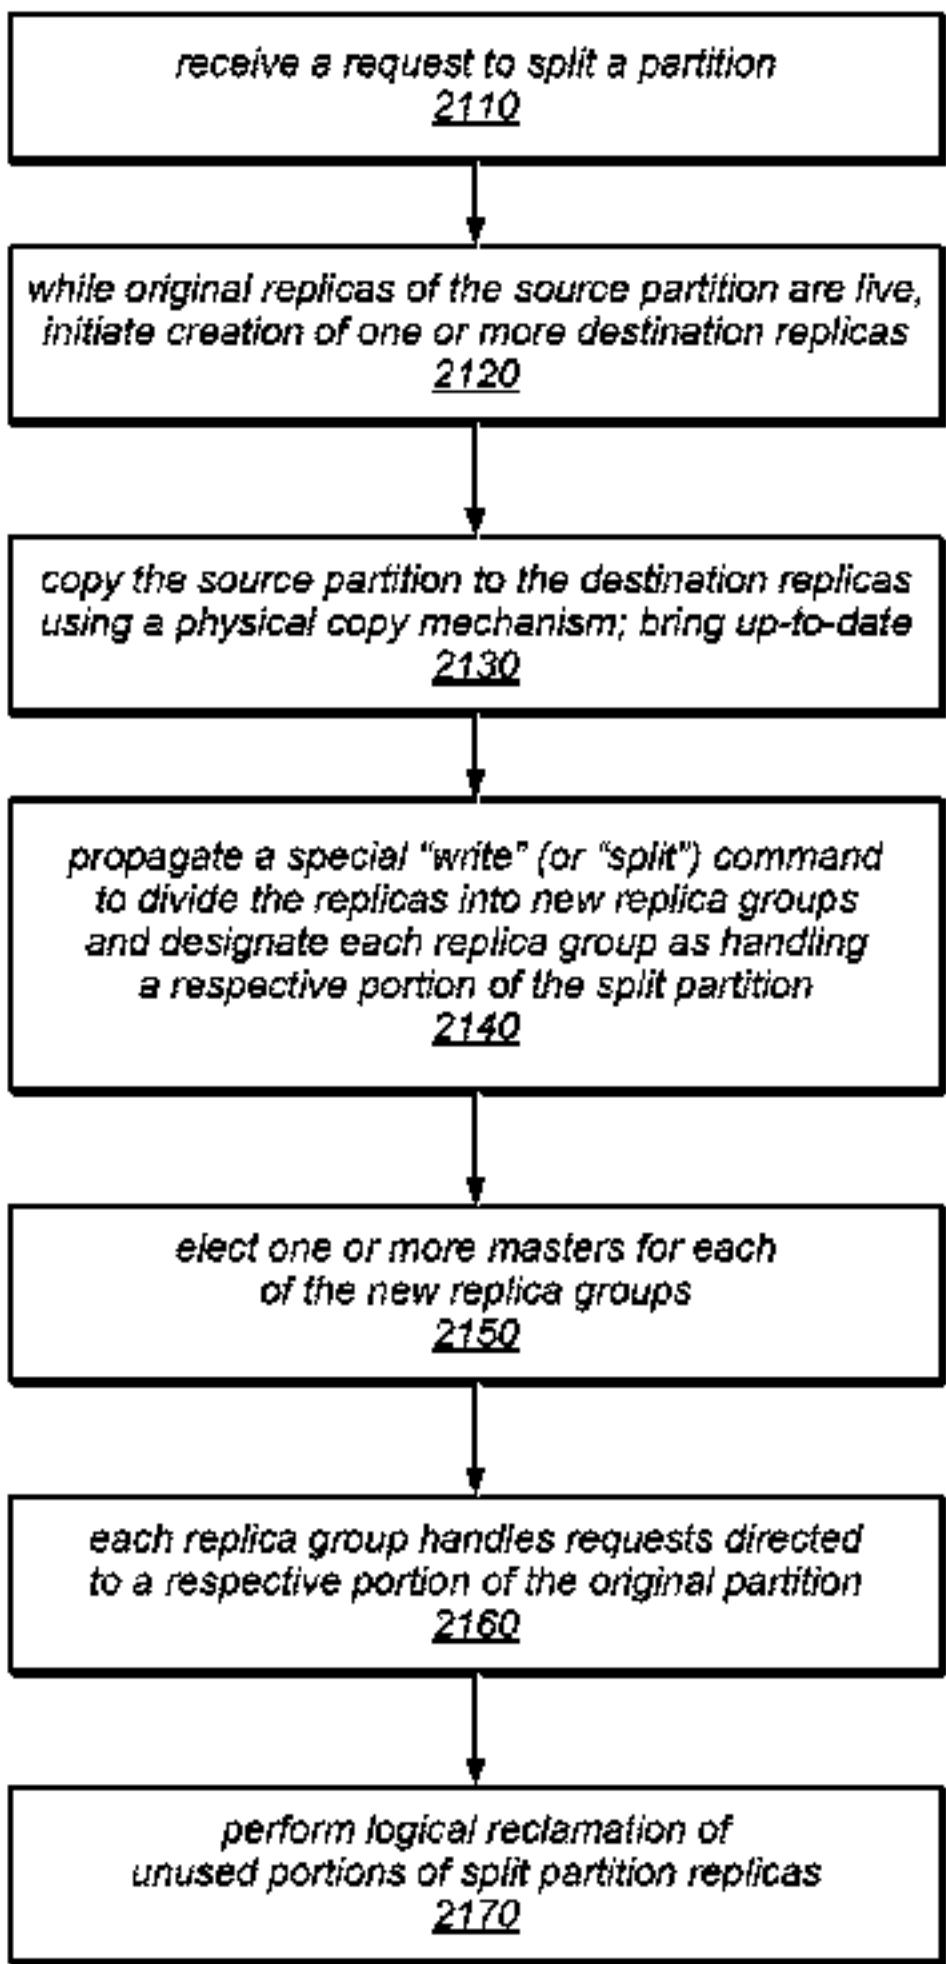 receive a request to split a partition
2110
while original replicas of the source partition are live,
initiate creation of one or more destination replicas
2120
copy the source partition to the destination replicas
using a physical copy mechanism; bring up-to-date
2130
propagate a special “write” (or “split”) command
to divide the replicas into new replica groups
and designate each replica group as handling
a respective portion of the split partition
2140
elect one or more masters for each
of the new replica groups
2150
each replica group handles requests directed
to a respective portion of the original partition
2160
perform logical reclamation of
unused portions of split partition replicas
2170